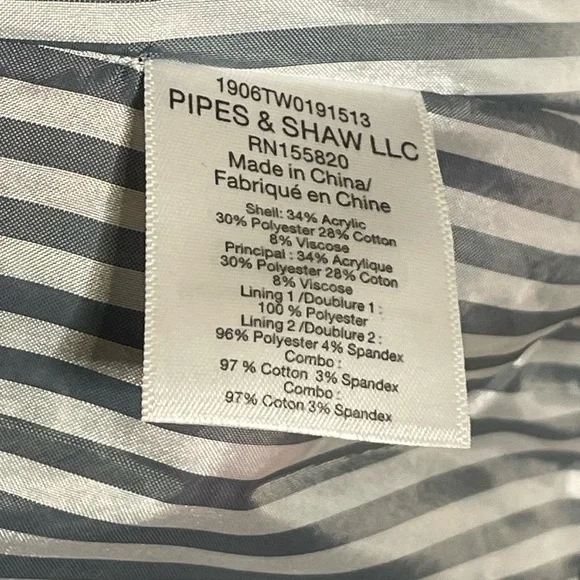 1906TW0191513
PIPES & SHAW LLC
RN155820
Made in China/
Fabriqué en Chine
Shell: 34% Acrylic
30% Polyester 28% Cotton
8% Viscose
Principal : 34% Acrylique
30% Polyester 28% Coton
8% Viscose
Lining 1 /Doublure 1 :
100 % Polyester
Lining 2 /Doublure 2 :
96% Polyester 4% Spandex
Combo :
97 % Cotton 3% Spandex
Combo :
97% Coton 3% Spandex